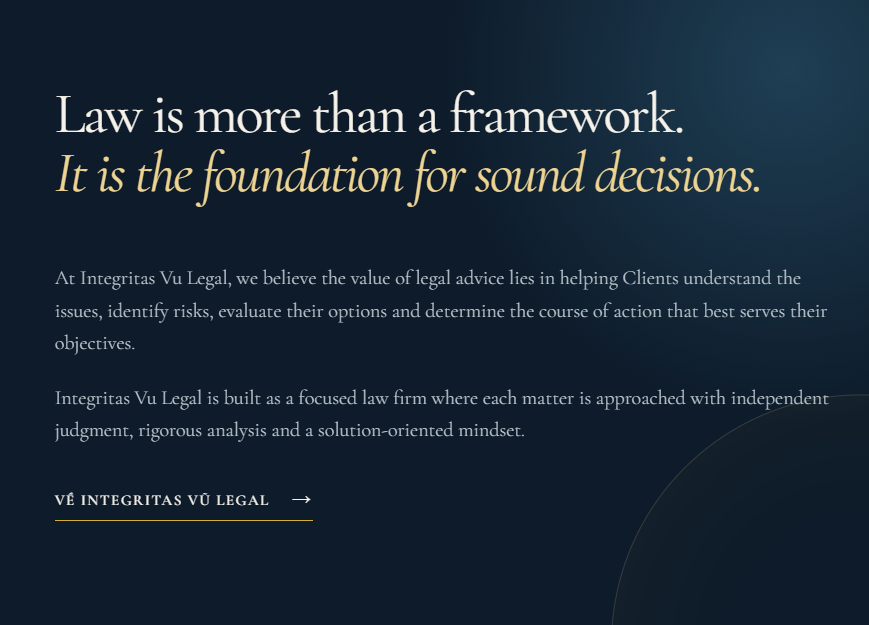 Law is more than a framework.
It is the foundation for sound decisions.
At Integritas Vu Legal, we believe the value of legal advice lies in helping Clients understand the
issues, identify risks, evaluate their options and determine the course of action that best serves their
objectives.
Integritas Vu Legal is built as a focused law firm where each matter is approached with independent
judgment, rigorous analysis and a solution-oriented mindset.
VỀ INTEGRITAS VŨ LEGAL →